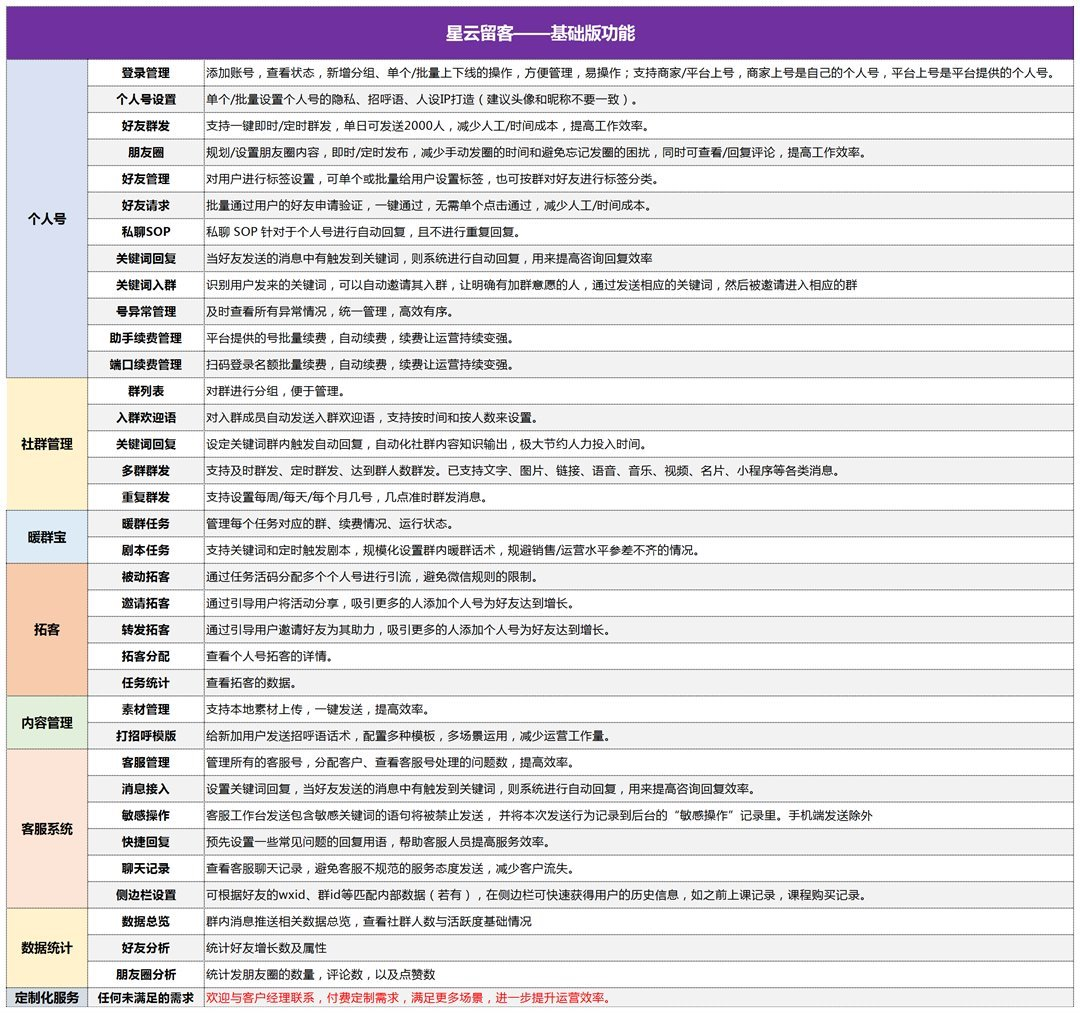 星云留客——基础版功能
个人号
登录管理 添加账号，查看状态，新增分组、单个/批量上下线的操作，方便管理，易操作；支持商家/平台上号，商家上号是自己的个人号，平台上号是平台提供的个人号。
个人号设置 单个/批量设置个人号的隐私、招呼语、人设IP打造（建议头像和昵称不要一致）。
好友群发 支持一键即时/定时群发，单日可发送2000人，减少人工/时间成本，提高工作效率。
朋友圈 规划/设置朋友圈内容，即时/定时发布，减少手动发圈的时间和避免忘记发圈的困扰，同时可查看/回复评论，提高工作效率。
好友管理 对用户进行标签设置，可单个或批量给用户设置标签，也可按群对好友进行标签分类。
好友请求 批量通过用户的好友申请验证，一键通过，无需单个点击通过，减少人工/时间成本。
私聊SOP 私聊 SOP 针对于个人号进行自动回复，且不进行重复回复。
关键词回复 当好友发送的消息中有触发到关键词，则系统进行自动回复，用来提高咨询回复效率
关键词入群 识别用户发来的关键词，可以自动邀请其入群，让明确有加群意愿的人，通过发送相应的关键词，然后被邀请进入相应的群
号异常管理 及时查看所有异常情况，统一管理，高效有序。
助手续费管理 平台提供的号批量续费，自动续费，续费让运营持续变强。
端口续费管理 扫码登录名额批量续费，自动续费，续费让运营持续变强。
社群管理
群列表 对群进行分组，便于管理。
入群欢迎语 对入群成员自动发送入群欢迎语，支持按时间和按人数来设置。
关键词回复 设定关键词群内触发自动回复，自动化社群内容知识输出，极大节约人力投入时间。
多群群发 支持及时群发、定时群发、达到群人数群发。已支持文字、图片、链接、语音、音乐、视频、名片、小程序等各类消息。
重复群发 支持设置每周/每天/每个月几号，几点准时群发消息。
暖群宝
暖群任务 管理每个任务对应的群、续费情况、运行状态。
剧本任务 支持关键词和定时触发剧本，规模化设置群内暖群话术，规避销售/运营水平参差不齐的情况。
拓客
被动拓客 通过任务活码分配多个个人号进行引流，避免微信规则的限制。
邀请拓客 通过引导用户将活动分享，吸引更多的人添加个人号为好友达到增长。
转发拓客 通过引导用户邀请好友为其助力，吸引更多的人添加个人号为好友达到增长。
拓客分配 查看个人号拓客的详情。
任务统计 查看拓客的数据。
内容管理
素材管理 支持本地素材上传，一键发送，提高效率。
打招呼模版 给新加用户发送招呼语话术，配置多种模板，多场景运用，减少运营工作量。
客服系统
客服管理 管理所有的客服号，分配客户、查看客服号处理的问题数，提高效率。
消息接入 设置关键词回复，当好友发送的消息中有触发到关键词，则系统进行自动回复，用来提高咨询回复效率。
敏感操作 客服工作台发送包含敏感关键词的语句将被禁止发送，并将本次发送行为记录到后台的“敏感操作”记录里。手机端发送除外
快捷回复 预先设置一些常见问题的回复用语，帮助客服人员提高服务效率。
聊天记录 查看客服聊天记录，避免客服不规范的服务态度发送，减少客户流失。
侧边栏设置 可根据好友的wxid、群id等匹配内部数据（若有），在侧边栏可快速获得用户的历史信息，如之前上课记录，课程购买记录。
数据统计
数据总览 群内消息推送相关数据总览，查看社群人数与活跃度基础情况
好友分析 统计好友增长数及属性
朋友圈分析 统计发朋友圈的数量，评论数，以及点赞数
定制化服务 任何未满足的需求 欢迎与客户经理联系，付费定制需求，满足更多场景，进一步提升运营效率。